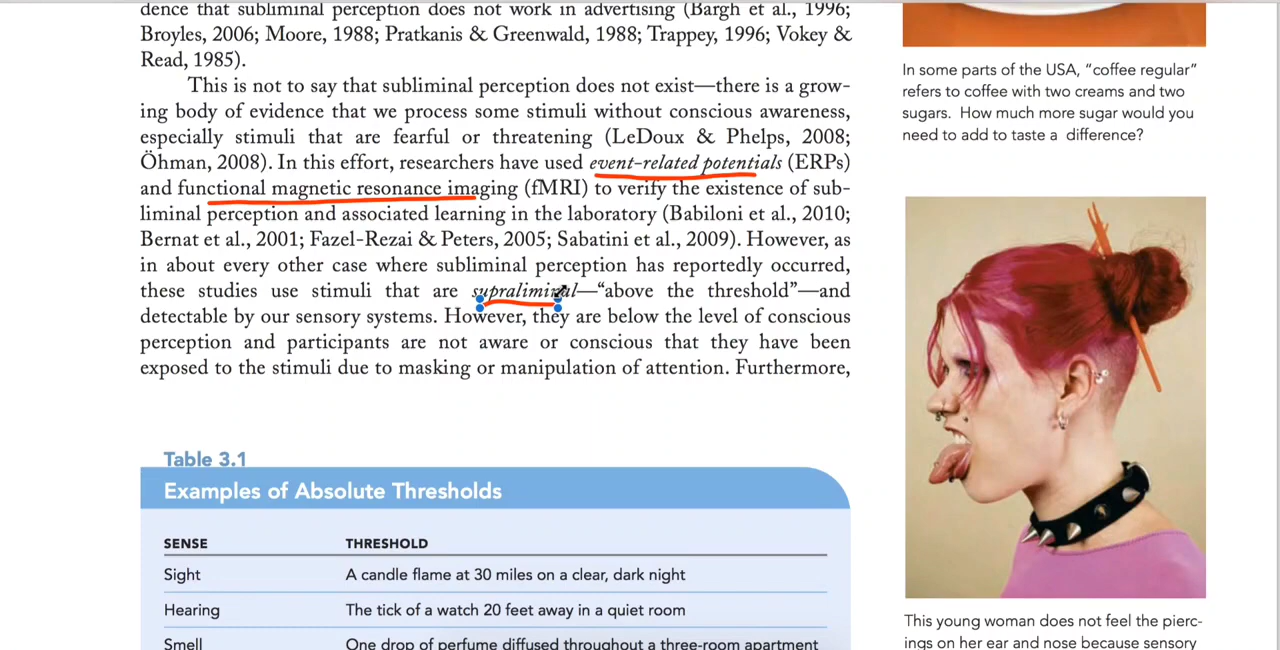 dence that subliminal perception does not work in advertising (Bargh et al., 1996;
Broyles, 2006; Moore, 1988; Pratkanis & Greenwald, 1988; Trappey, 1996; Vokey &
Read, 1985).
This is not to say that subliminal perception does not exist—there is a grow-
ing body of evidence that we process some stimuli without conscious awareness,
especially stimuli that are fearful or threatening (LeDoux & Phelps, 2008;
Öhman, 2008). In this effort, researchers have used event-related potentials (ERPs)
and functional magnetic resonance imaging (fMRI) to verify the existence of sub-
liminal perception and associated learning in the laboratory (Babiloni et al., 2010;
Bernat et al., 2001; Fazel-Rezai & Peters, 2005; Sabatini et al., 2009). However, as
in about every other case where subliminal perception has reportedly occurred,
these studies use stimuli that are supraliminal—“above the threshold”—and
detectable by our sensory systems. However, they are below the level of conscious
perception and participants are not aware or conscious that they have been
exposed to the stimuli due to masking or manipulation of attention. Furthermore,
Table 3.1
Examples of Absolute Thresholds
SENSE THRESHOLD
Sight A candle flame at 30 miles on a clear, dark night
Hearing The tick of a watch 20 feet away in a quiet room
Smell One drop of perfume diffused throughout a three-room apartment
In some parts of the USA, “coffee regular”
refers to coffee with two creams and two
sugars. How much more sugar would you
need to add to taste a difference?
This young woman does not feel the pierc-
ings on her ear and nose because sensory